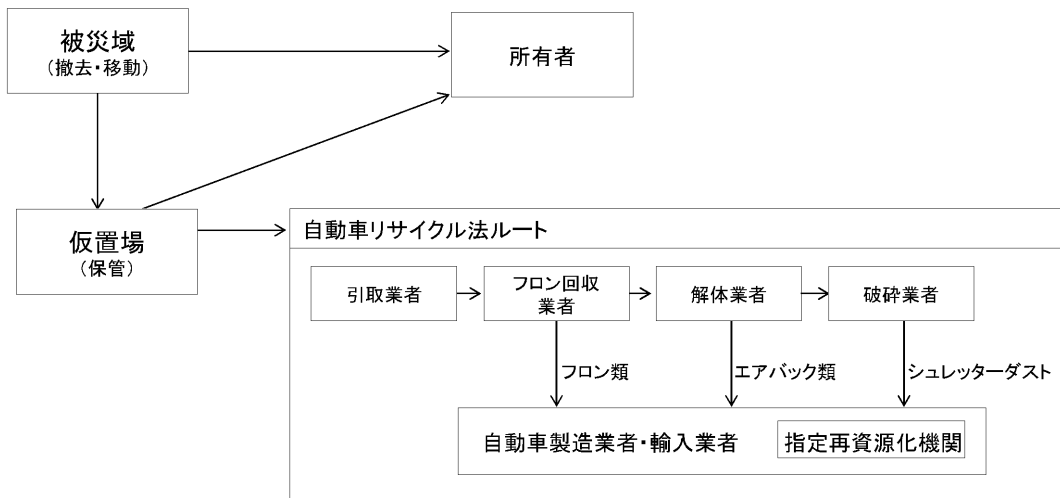 被災域
(撤去・移動)
所有者
仮置場
(保管)
自動車リサイクル法ルート
引取業者
フロン回収
業者
解体業者
破砕業者
フロン類
エアバック類
シュレッターダスト
自動車製造業者・輸入業者
指定再資源化機関